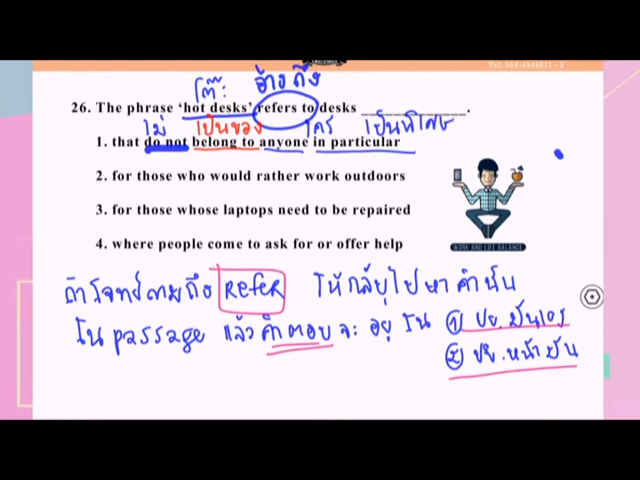 โต๊ะ อ้างถึง
26. The phrase ‘hot desks’ refers to desks ____________.
ไม่ เป็นของ ใคร เป็นพิเศษ
1. that do not belong to anyone in particular
2. for those who would rather work outdoors
3. for those whose laptops need to be repaired
4. where people come to ask for or offer help
WORK AND LIFE BALANCE
ถ้าโจทย์ถามถึง Refer ให้กลับไปหาคำนั้น
ใน passage แล้วคำตอบจะอยู่ใน ① ปย.มันเอง
② ปย.หน้ามัน